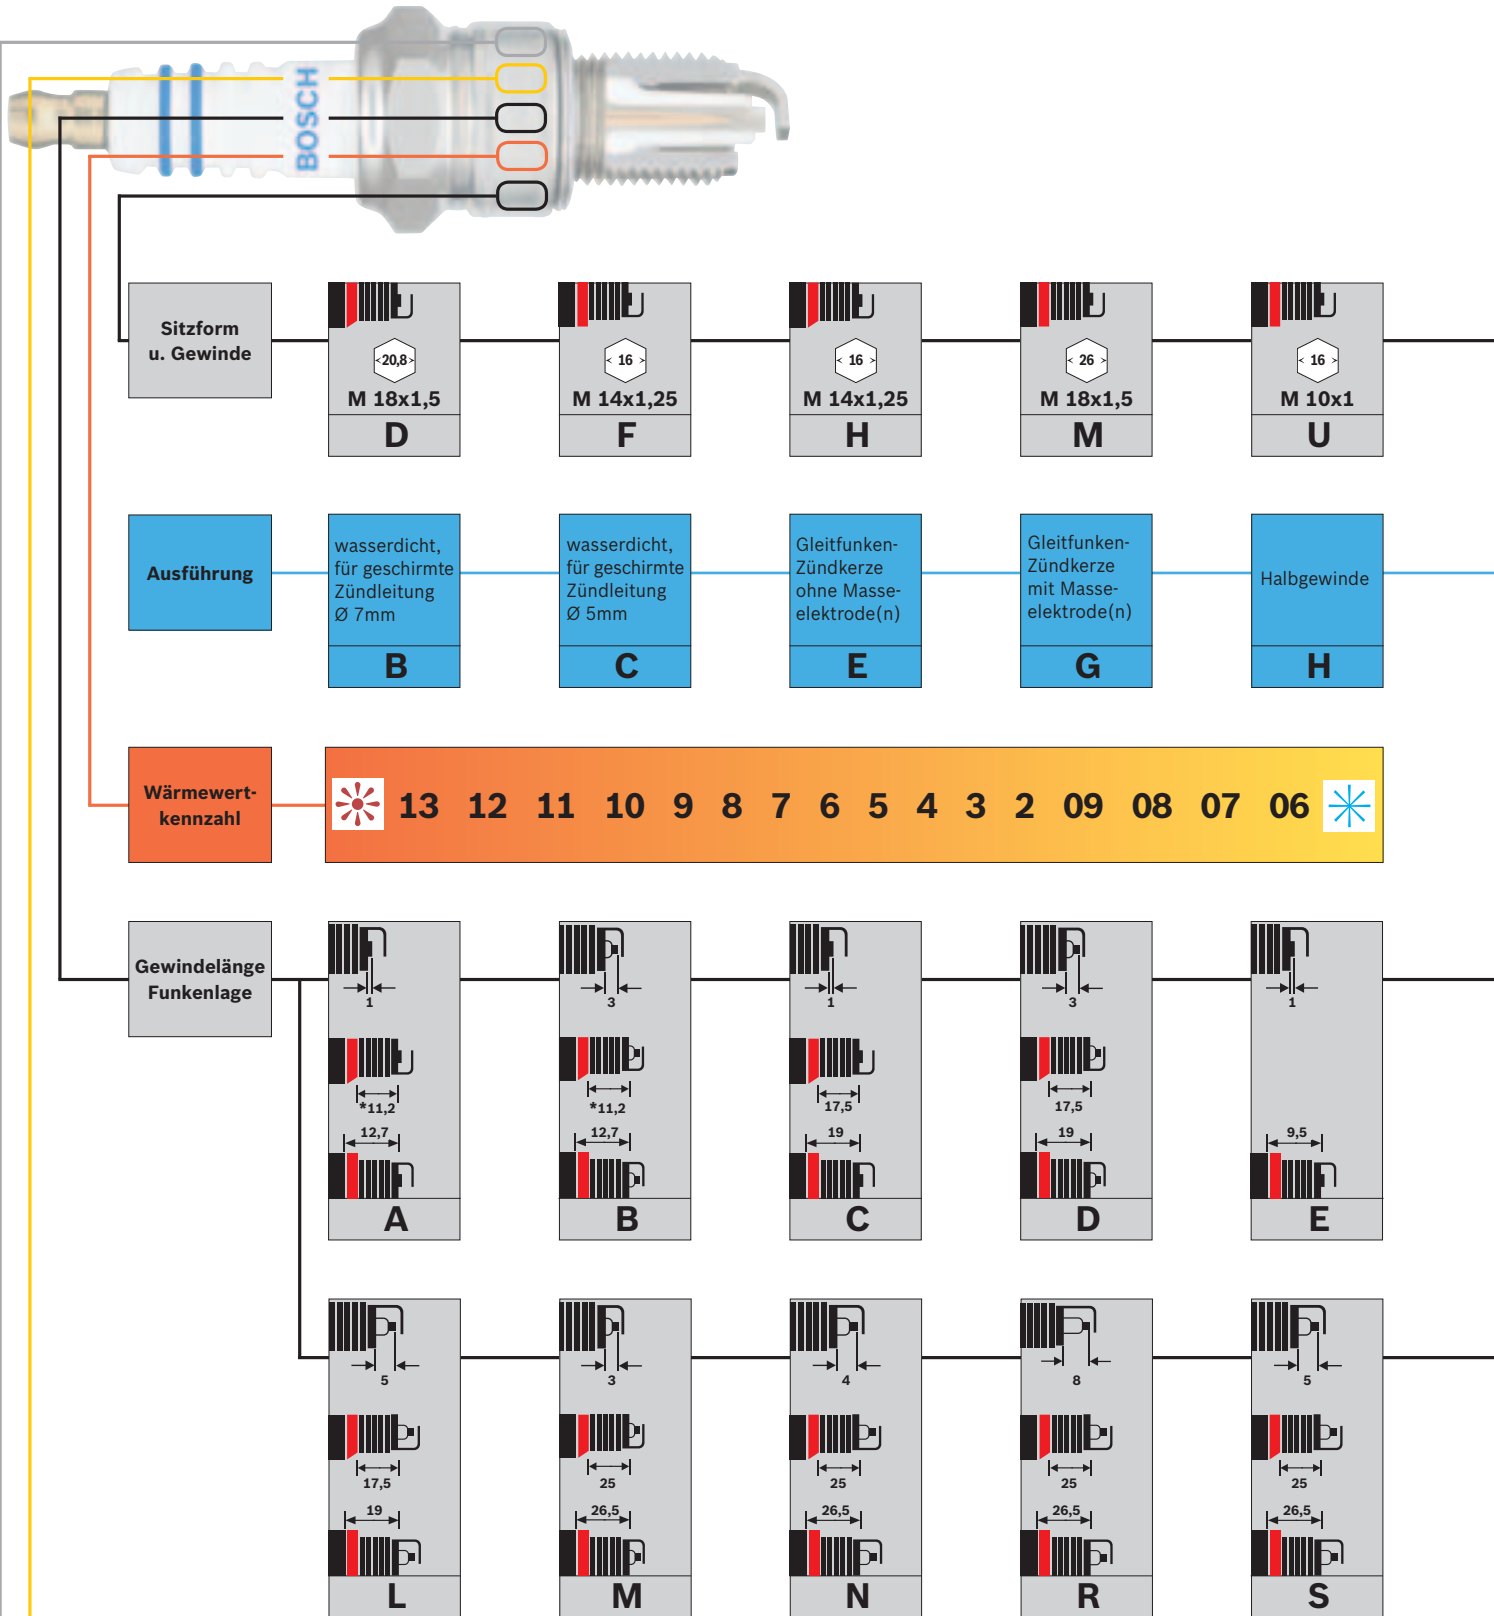 BOSCH
Sitzform
u. Gewinde
20,8
M 18x1,5
D
16
M 14x1,25
F
16
M 14x1,25
H
26
M 18x1,5
M
16
M 10x1
U
Ausführung
wasserdicht,
für geschirmte
Zündleitung
Ø 7mm
B
wasserdicht,
für geschirmte
Zündleitung
Ø 5mm
C
Gleitfunken-
Zündkerze
ohne Masse-
elektrode(n)
E
Gleitfunken-
Zündkerze
mit Masse-
elektrode(n)
G
Halbgewinde
H
Wärmewert-
kennzahl
13 12 11 10 9 8 7 6 5 4 3 2 09 08 07 06
Gewindelänge
Funkenlage
1
*11,2
12,7
A
3
*11,2
12,7
B
1
17,5
19
C
3
17,5
19
D
1
9,5
E
5
17,5
19
L
3
25
26,5
M
4
25
26,5
N
8
25
26,5
R
5
25
26,5
S